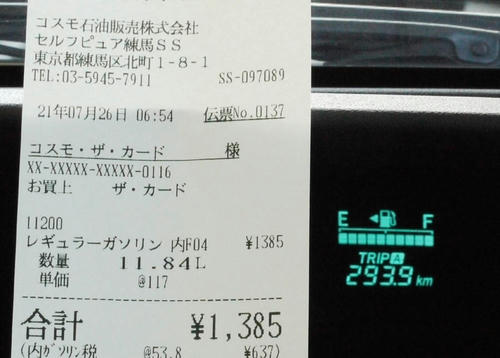 コスモ石油販売株式会社
セルフピュア練馬SS
東京都練馬区北町1-8-1
TEL:03-5945-7911 SS-097089
21年07月26日 06:54 伝票No.0137
コスモ・ザ・カード 様
XX-XXXXX-XXXXX-0116
お買上 ザ・カード
11200
レギュラーガソリン 内F04 ¥1385
数量 11.84L
単価 @117
合計 ¥1,385
(内ガソリン税 @53.8 ¥637)
E F
TRIP A
293.9 km